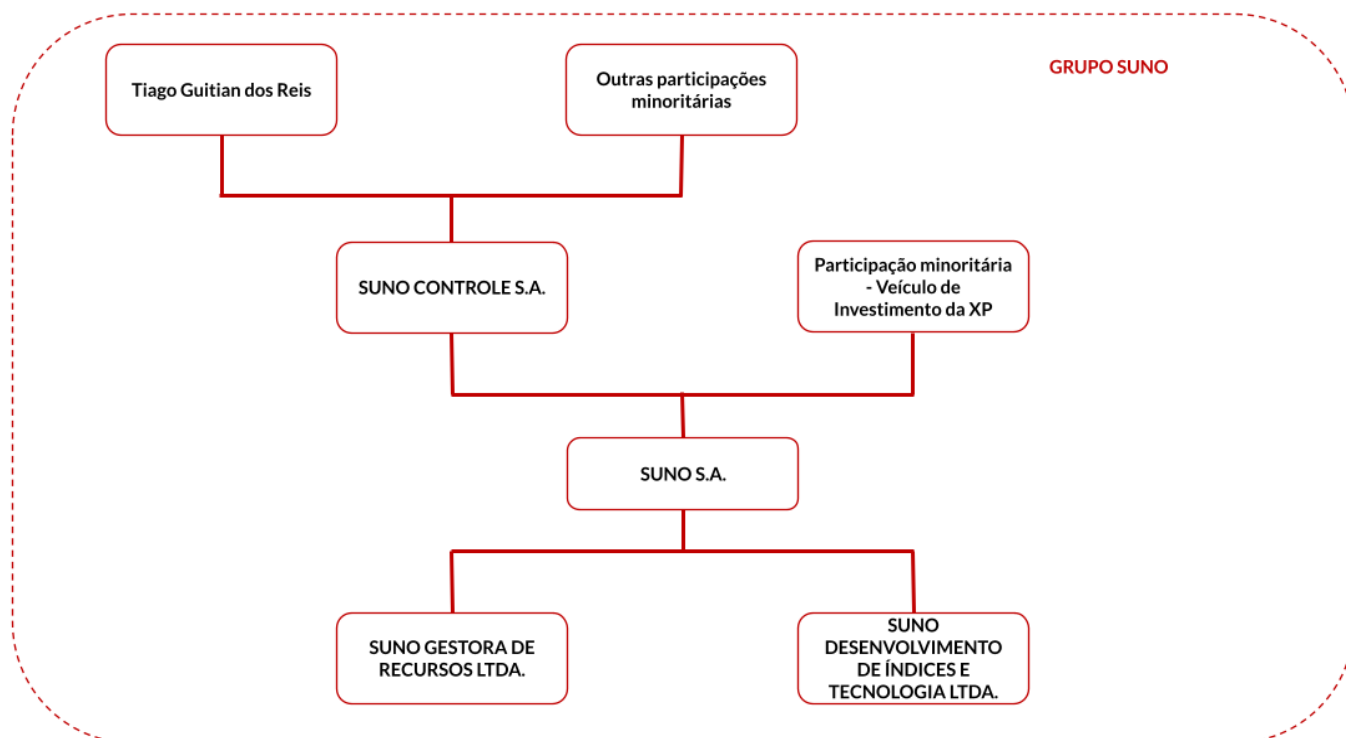 GRUPO SUNO
Tiago Guitian dos Reis
Outras participações
minoritárias
SUNO CONTROLE S.A.
Participação minoritária
- Veículo de
Investimento da XP
SUNO S.A.
SUNO GESTORA DE
RECURSOS LTDA.
SUNO
DESENVOLVIMENTO
DE ÍNDICES E
TECNOLOGIA LTDA.